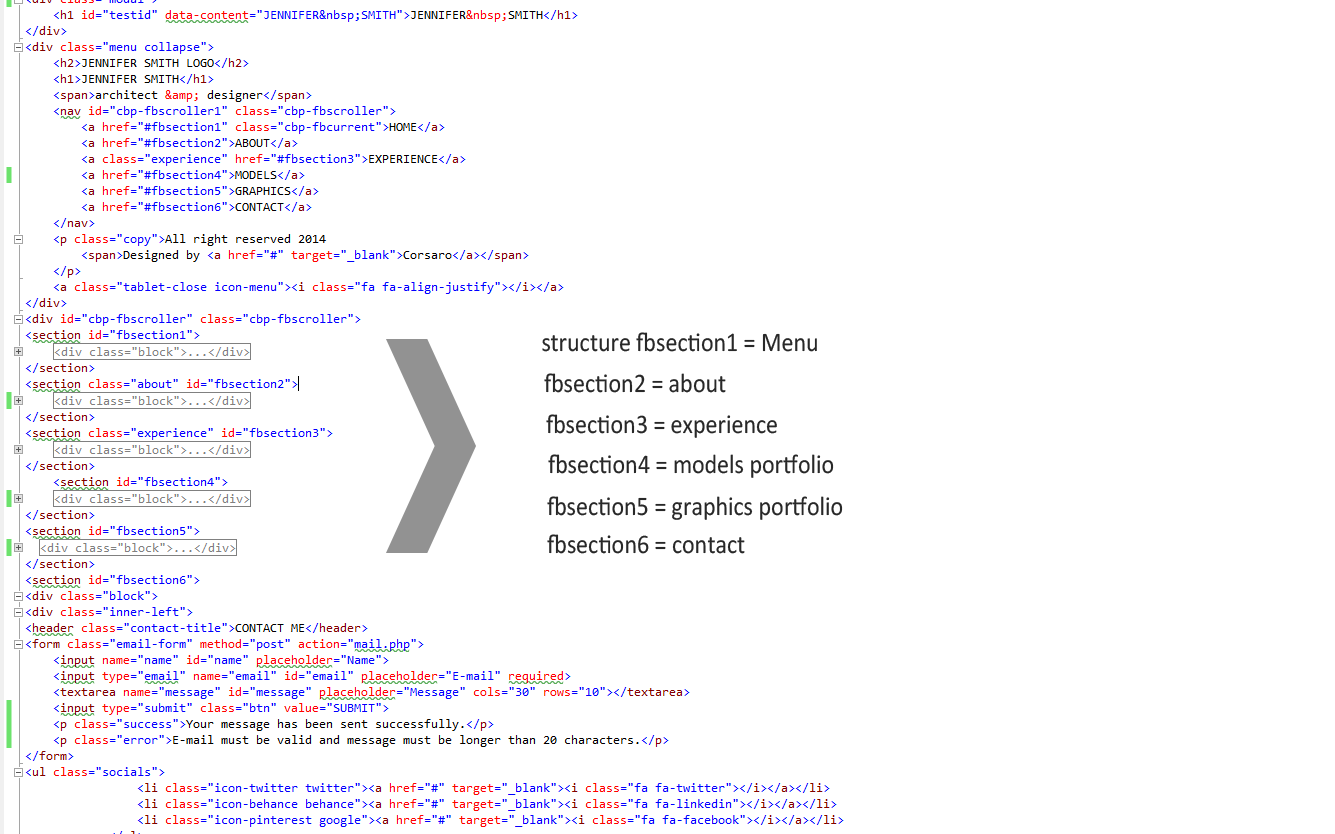 <div class="modal">
<h1 id="testid" data-content="JENNIFER&nbsp;SMITH">JENNIFER&nbsp;SMITH</h1>
</div>
<div class="menu collapse">
<h2>JENNIFER SMITH LOGO</h2>
<h1>JENNIFER SMITH</h1>
<span>architect &amp; designer</span>
<nav id="cbp-fbscroller1" class="cbp-fbscroller">
<a href="#fbsection1" class="cbp-fbcurrent">HOME</a>
<a href="#fbsection2">ABOUT</a>
<a class="experience" href="#fbsection3">EXPERIENCE</a>
<a href="#fbsection4">MODELS</a>
<a href="#fbsection5">GRAPHICS</a>
<a href="#fbsection6">CONTACT</a>
</nav>
<p class="copy">All right reserved 2014
<span>Designed by <a href="#" target="_blank">Corsaro</a></span>
</p>
<a class="tablet-close icon-menu"><i class="fa fa-align-justify"></i></a>
</div>
<div id="cbp-fbscroller" class="cbp-fbscroller">
<section id="fbsection1">
<div class="block">...</div>
</section>
<section class="about" id="fbsection2">
<div class="block">...</div>
</section>
<section class="experience" id="fbsection3">
<div class="block">...</div>
</section>
<section id="fbsection4">
<div class="block">...</div>
</section>
<section id="fbsection5">
<div class="block">...</div>
</section>
<section id="fbsection6">
<div class="block">
<div class="inner-left">
<header class="contact-title">CONTACT ME</header>
<form class="email-form" method="post" action="mail.php">
<input name="name" id="name" placeholder="Name">
<input type="email" name="email" id="email" placeholder="E-mail" required>
<textarea name="message" id="message" placeholder="Message" cols="30" rows="10"></textarea>
<input type="submit" class="btn" value="SUBMIT">
<p class="success">Your message has been sent successfully.</p>
<p class="error">E-mail must be valid and message must be longer than 20 characters.</p>
</form>
<ul class="socials">
<li class="icon-twitter twitter"><a href="#" target="_blank"><i class="fa fa-twitter"></i></a></li>
<li class="icon-behance behance"><a href="#" target="_blank"><i class="fa fa-linkedin"></i></a></li>
<li class="icon-pinterest google"><a href="#" target="_blank"><i class="fa fa-facebook"></i></a></li>
structure fbsection1 = Menu
fbsection2 = about
fbsection3 = experience
fbsection4 = models portfolio
fbsection5 = graphics portfolio
fbsection6 = contact